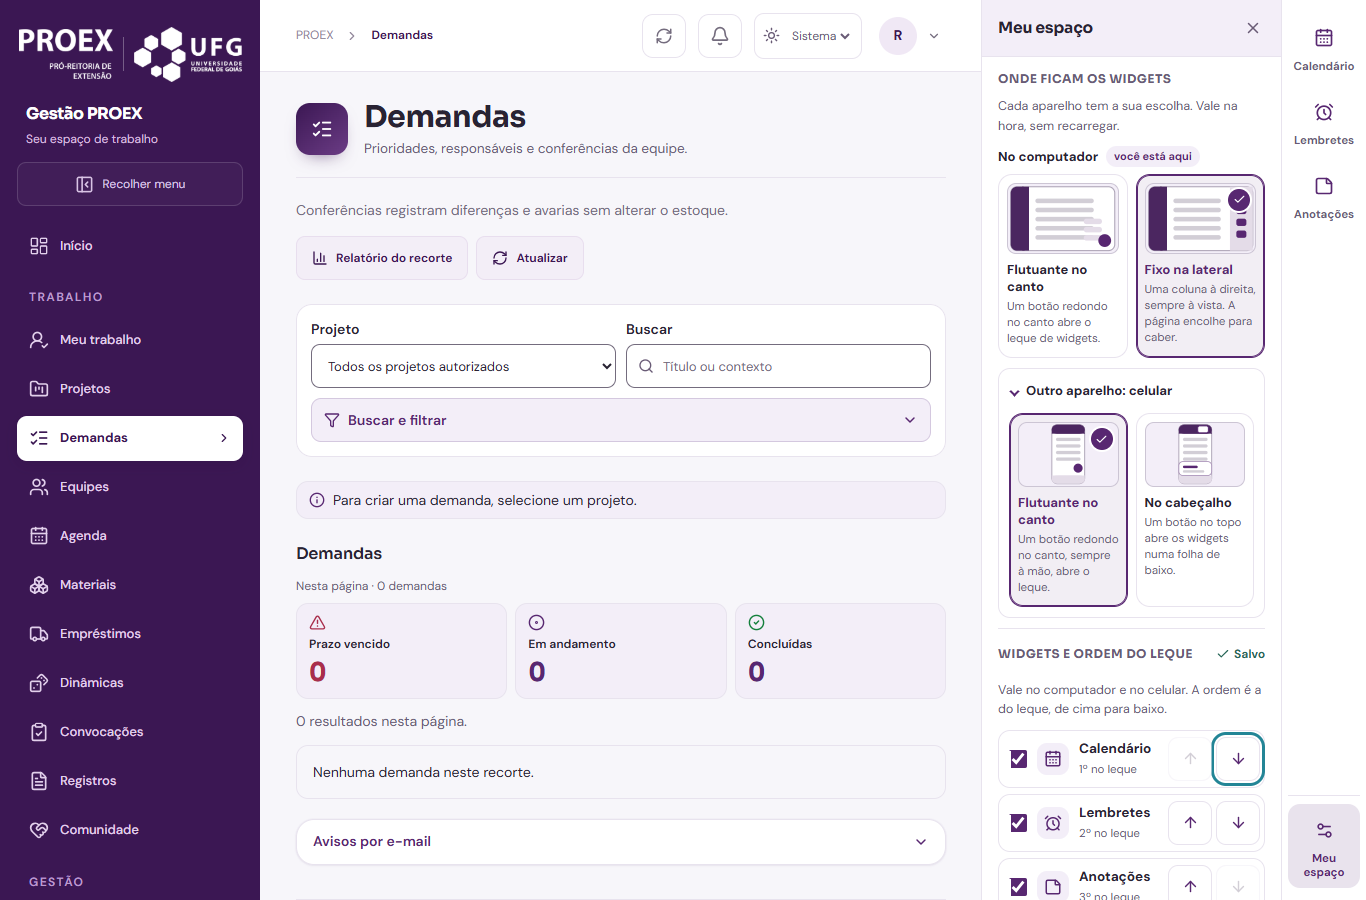 PROEX
PRÓ-REITORIA DE
EXTENSÃO
UFG
UNIVERSIDADE
FEDERAL DE GOIÁS
Gestão PROEX
Seu espaço de trabalho
Recolher menu
Início
TRABALHO
Meu trabalho
Projetos
Demandas
Equipes
Agenda
Materiais
Empréstimos
Dinâmicas
Convocações
Registros
Comunidade
GESTÃO
PROEX
Demandas
Sistema
R
Demandas
Prioridades, responsáveis e conferências da equipe.
Conferências registram diferenças e avarias sem alterar o estoque.
Relatório do recorte
Atualizar
Projeto
Buscar
Todos os projetos autorizados
Título ou contexto
Buscar e filtrar
Para criar uma demanda, selecione um projeto.
Demandas
Nesta página · 0 demandas
Prazo vencido
0
Em andamento
0
Concluídas
0
0 resultados nesta página.
Nenhuma demanda neste recorte.
Avisos por e-mail
Meu espaço
ONDE FICAM OS WIDGETS
Cada aparelho tem a sua escolha. Vale na
hora, sem recarregar.
No computador
você está aqui
Flutuante no
canto
Um botão redondo
no canto abre o
leque de widgets.
Fixo na lateral
Uma coluna à direita,
sempre à vista. A
página encolhe para
caber.
Outro aparelho: celular
Flutuante no
canto
Um botão redondo
no canto, sempre
à mão, abre o
leque.
No cabeçalho
Um botão no topo
abre os widgets
numa folha de
baixo.
WIDGETS E ORDEM DO LEQUE
Salvo
Vale no computador e no celular. A ordem é a
do leque, de cima para baixo.
Calendário
1º no leque
Lembretes
2º no leque
Anotações
3º no leque
Calendário
Lembretes
Anotações
Meu
espaço